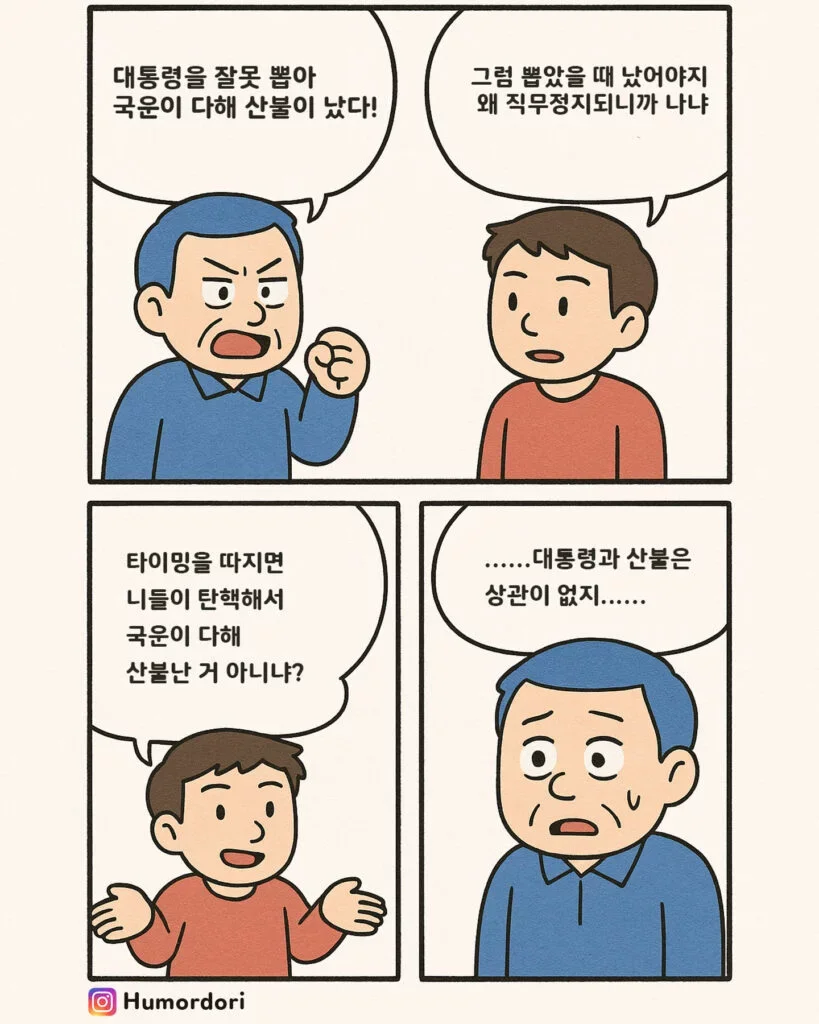 대통령을 잘못 뽑아
국운이 다해 산불이 났다!
그럼 뽑았을 때 났어야지
왜 직무정지되니까 나냐
타이밍을 따지면
니들이 탄핵해서
국운이 다해
산불난 거 아니냐?
......대통령과 산불은
상관이 없지......
Humordori